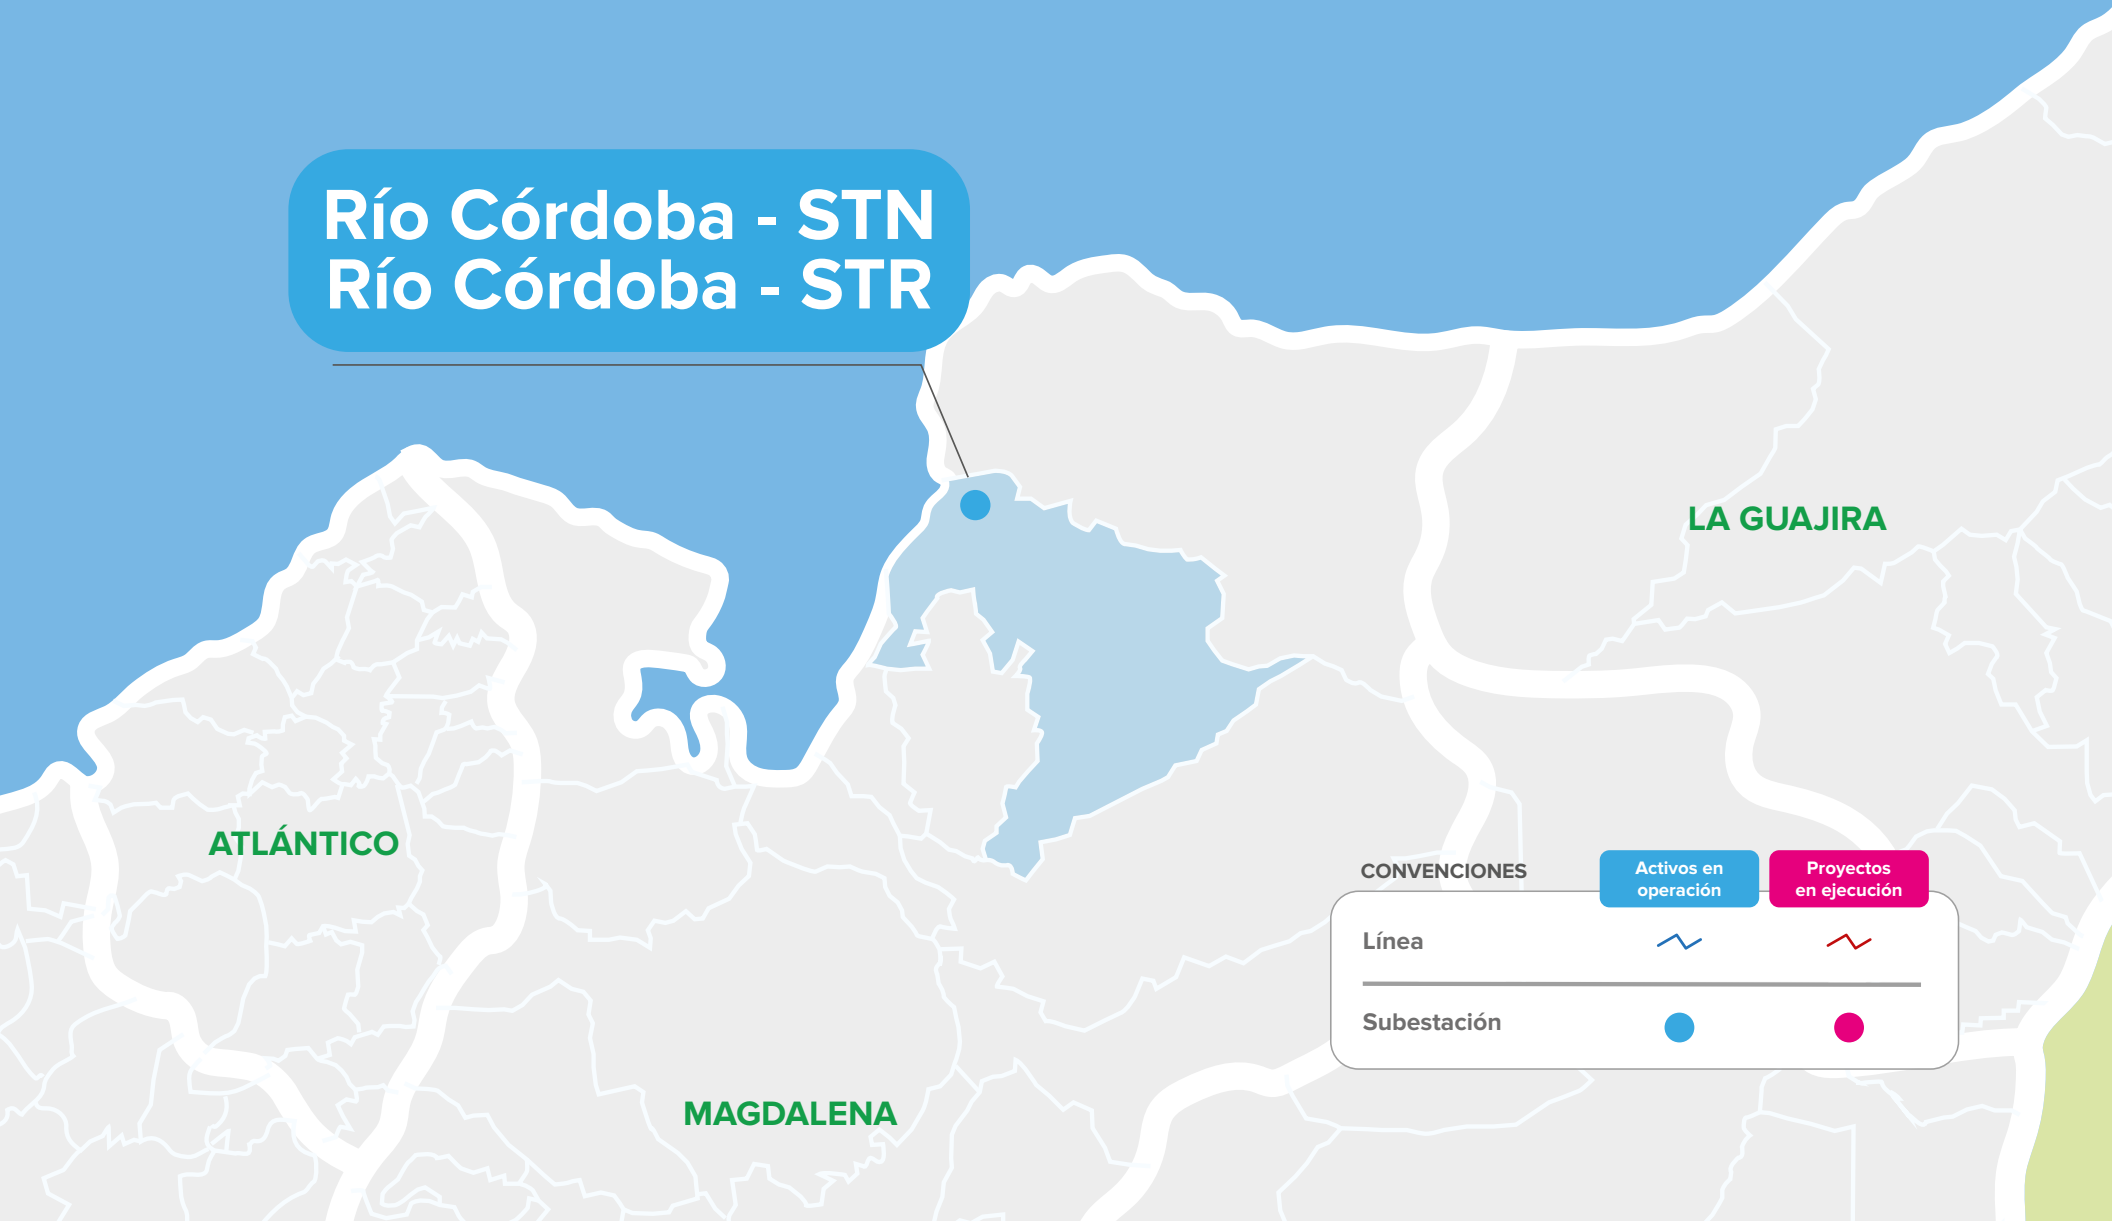 Río Córdoba - STN
Río Córdoba - STR
LA GUAJIRA
ATLÁNTICO
MAGDALENA
CONVENCIONES
Activos en
operación
Proyectos
en ejecución
Línea
Subestación